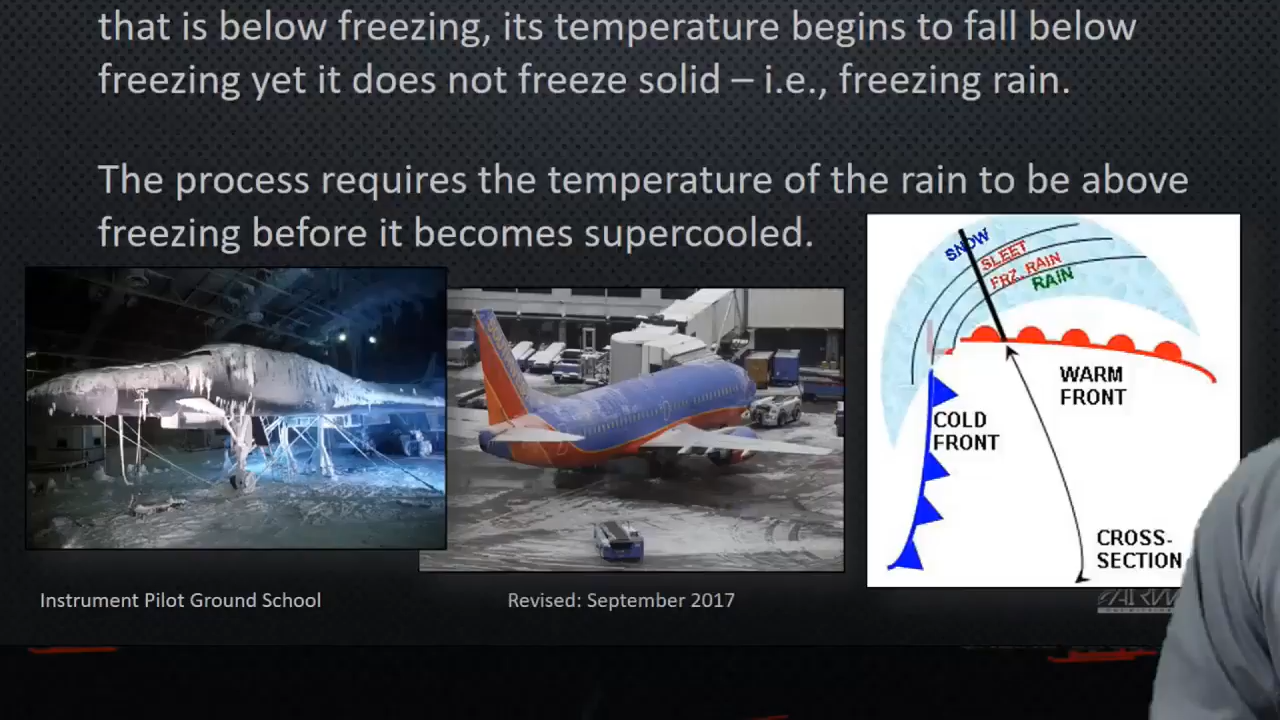 that is below freezing, its temperature begins to fall below
freezing yet it does not freeze solid – i.e., freezing rain.
The process requires the temperature of the rain to be above
freezing before it becomes supercooled.
SNOW
SLEET
FRZ. RAIN
RAIN
WARM
FRONT
COLD
FRONT
CROSS-
SECTION
Instrument Pilot Ground School
Revised: September 2017